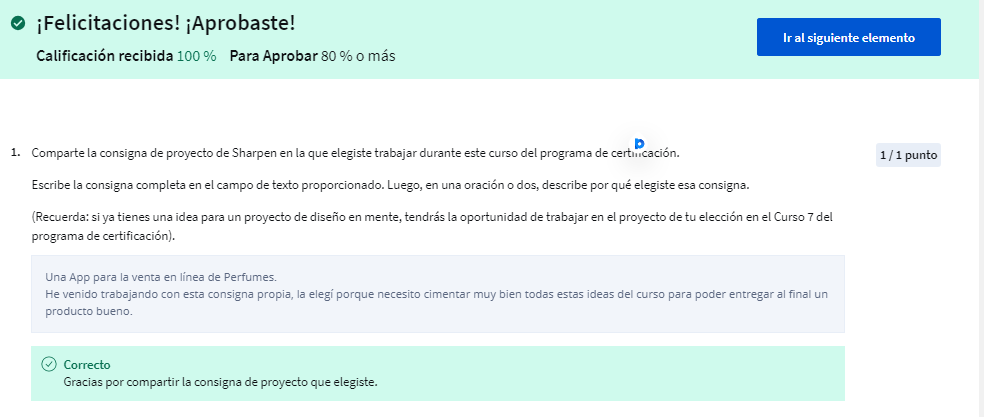 ¡Felicitaciones! ¡Aprobaste!
Calificación recibida 100 % Para Aprobar 80 % o más
Ir al siguiente elemento
1. Comparte la consigna de proyecto de Sharpen en la que elegiste trabajar durante este curso del programa de certificación.
1 / 1 punto
Escribe la consigna completa en el campo de texto proporcionado. Luego, en una oración o dos, describe por qué elegiste esa consigna.
(Recuerda: si ya tienes una idea para un proyecto de diseño en mente, tendrás la oportunidad de trabajar en el proyecto de tu elección en el Curso 7 del
programa de certificación).
Una App para la venta en línea de Perfumes.
He venido trabajando con esta consigna propia, la elegí porque necesito cimentar muy bien todas estas ideas del curso para poder entregar al final un
producto bueno.
Correcto
Gracias por compartir la consigna de proyecto que elegiste.